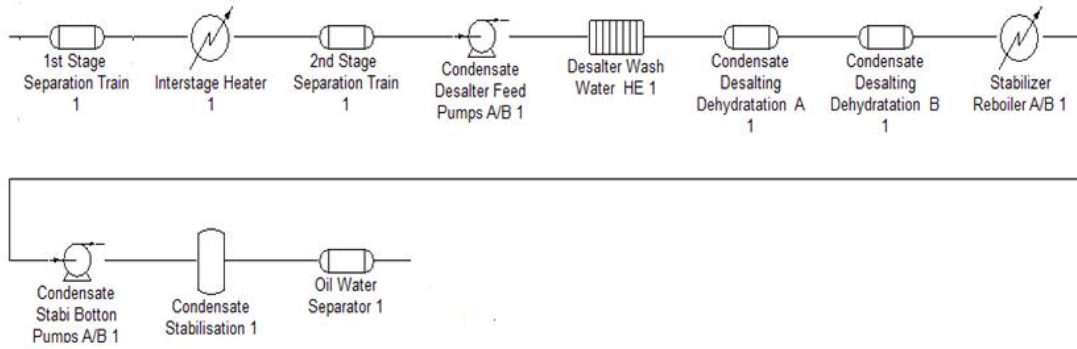 1st Stage
Separation Train
1
Interstage Heater
1
2nd Stage
Separation Train
1
Condensate
Desalter Feed
Pumps A/B 1
Desalter Wash
Water HE 1
Condensate
Desalting
Dehydratation A
1
Condensate
Desalting
Dehydratation B
1
Stabilizer
Reboiler A/B 1
Condensate
Stabi Botton
Pumps A/B 1
Condensate
Stabilisation 1
Oil Water
Separator 1